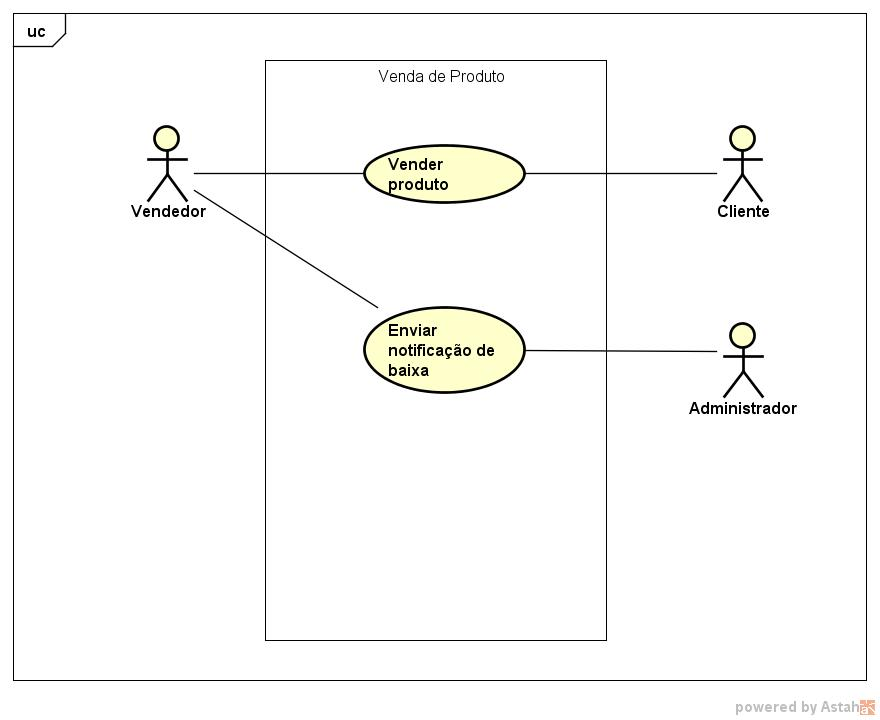 uc
Venda de Produto
Vender
produto
Vendedor
Cliente
Enviar
notificação de
baixa
Administrador
powered by Astah